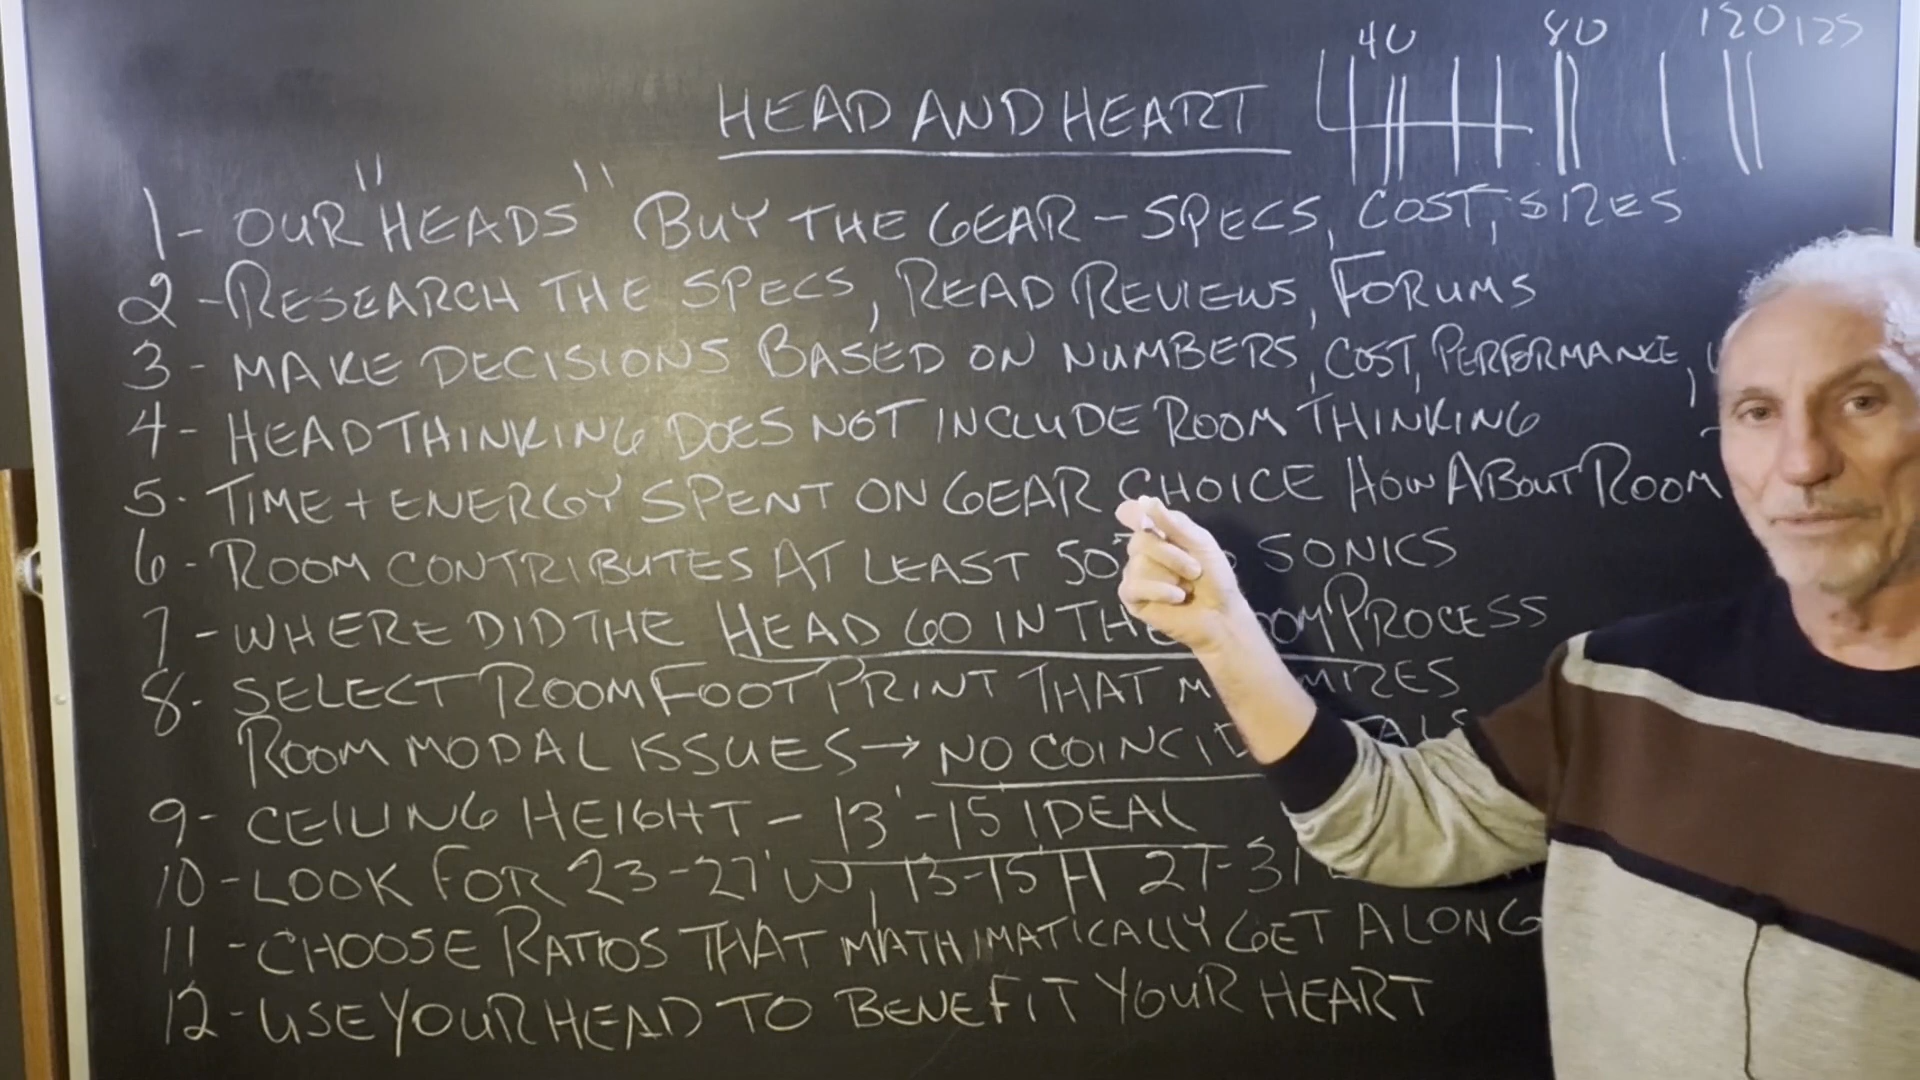 40 80 120 125
HEAD AND HEART
1- OUR "HEADS" BUY THE GEAR - SPECS, COST, SIZES
2 - RESEARCH THE SPECS, READ REVIEWS, FORUMS
3 - MAKE DECISIONS BASED ON NUMBERS, COST, PERFORMANCE,
4 - HEAD THINKING DOES NOT INCLUDE ROOM THINKING
5. TIME + ENERGY SPENT ON GEAR CHOICE HOW ABOUT ROOM
6 - ROOM CONTRIBUTES AT LEAST SONICS
7 - WHERE DID THE HEAD GO IN THE PROCESS
8. SELECT ROOM FOOTPRINT THAT
ROOM MODAL ISSUES → NO
9- CEILING HEIGHT - 13'-15 IDEAL
10 - LOOK FOR 23-27' W, 13-15 H 27-31
11 - CHOOSE RATIOS THAT MATHIMATICALLY GET ALONG
12 - USE YOUR HEAD TO BENEFIT YOUR HEART